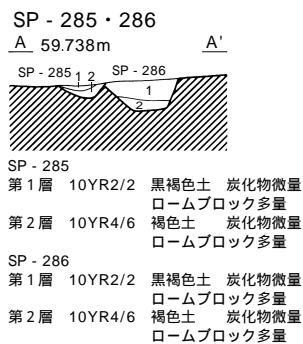 SP - 285・286
A 59.738m A'
SP - 285 1 2 SP - 286
1
2
SP - 285
第1層 10YR2/2 黒褐色土 炭化物微量
ロームブロック多量
第2層 10YR4/6 褐色土 炭化物微量
ロームブロック多量
SP - 286
第1層 10YR2/2 黒褐色土 炭化物微量
ロームブロック多量
第2層 10YR4/6 褐色土 炭化物微量
ロームブロック多量